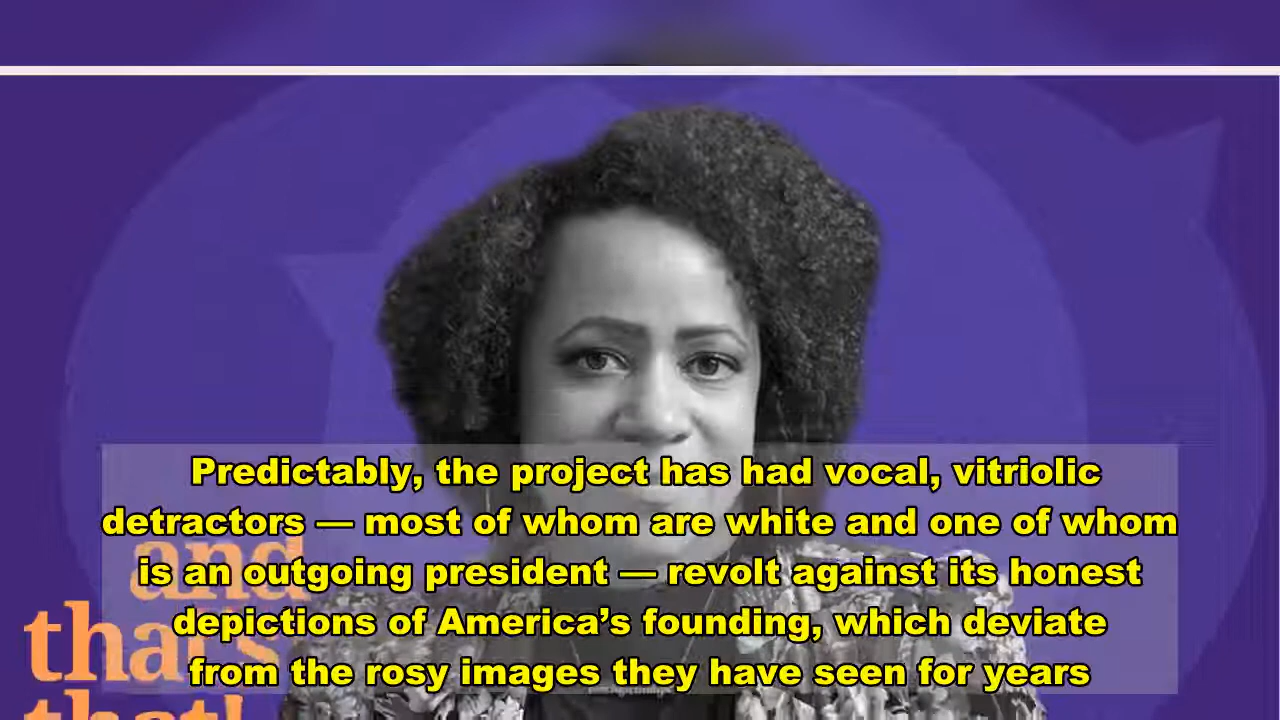 Predictably, the project has had vocal, vitriolic
detractors — most of whom are white and one of whom
is an outgoing president — revolt against its honest
depictions of America’s founding, which deviate
from the rosy images they have seen for years
and
that's
that!